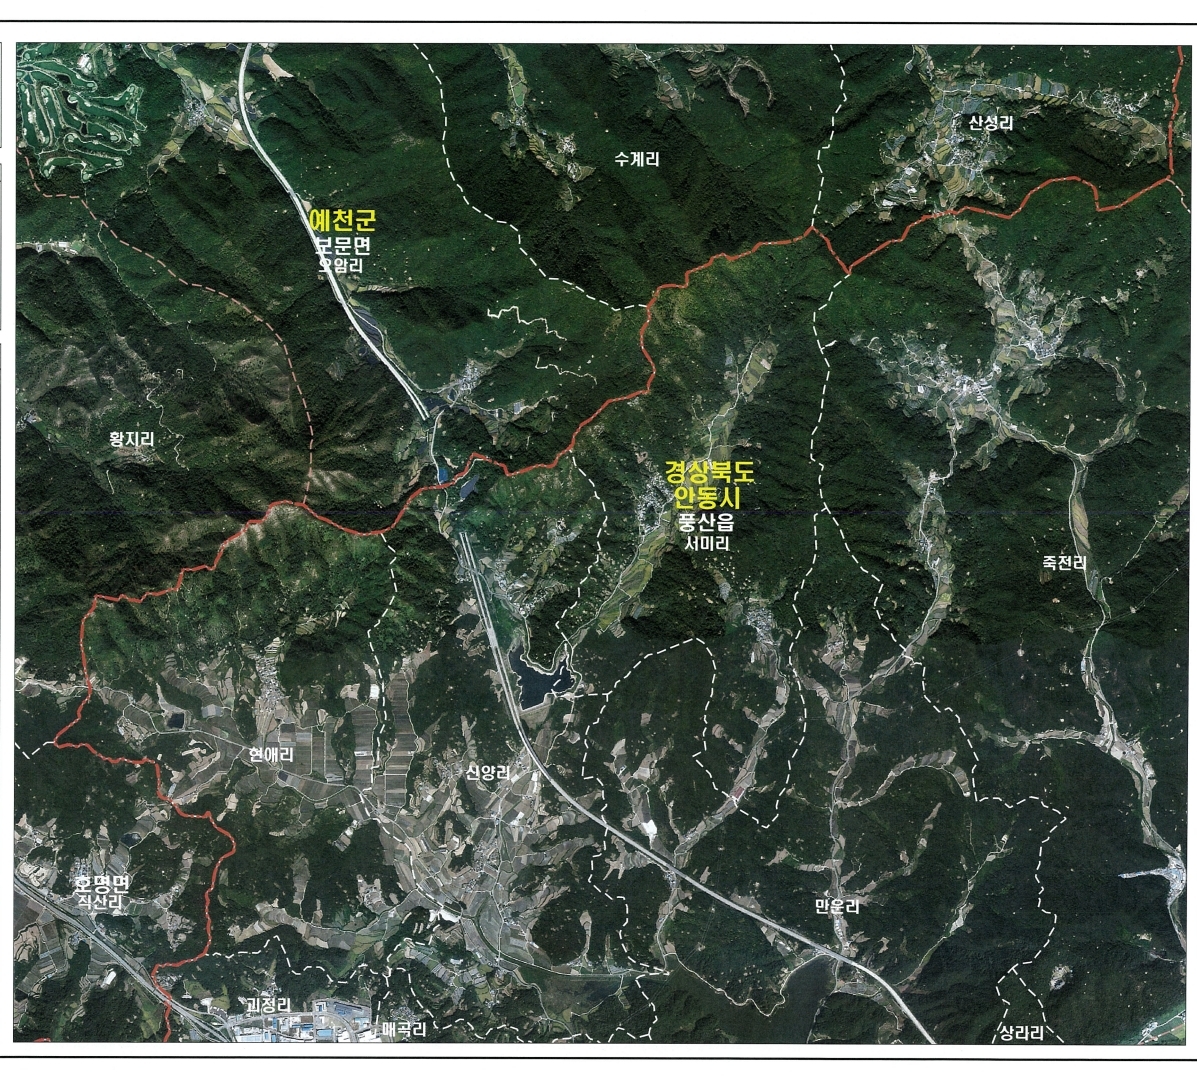 산성리
수계리
예천군
보문면
오암리
황지리
경상북도
안동시
풍산읍
서미리
죽전리
현애리
신양리
호명면
직산리
만운리
괴정리
매곡리
상리리